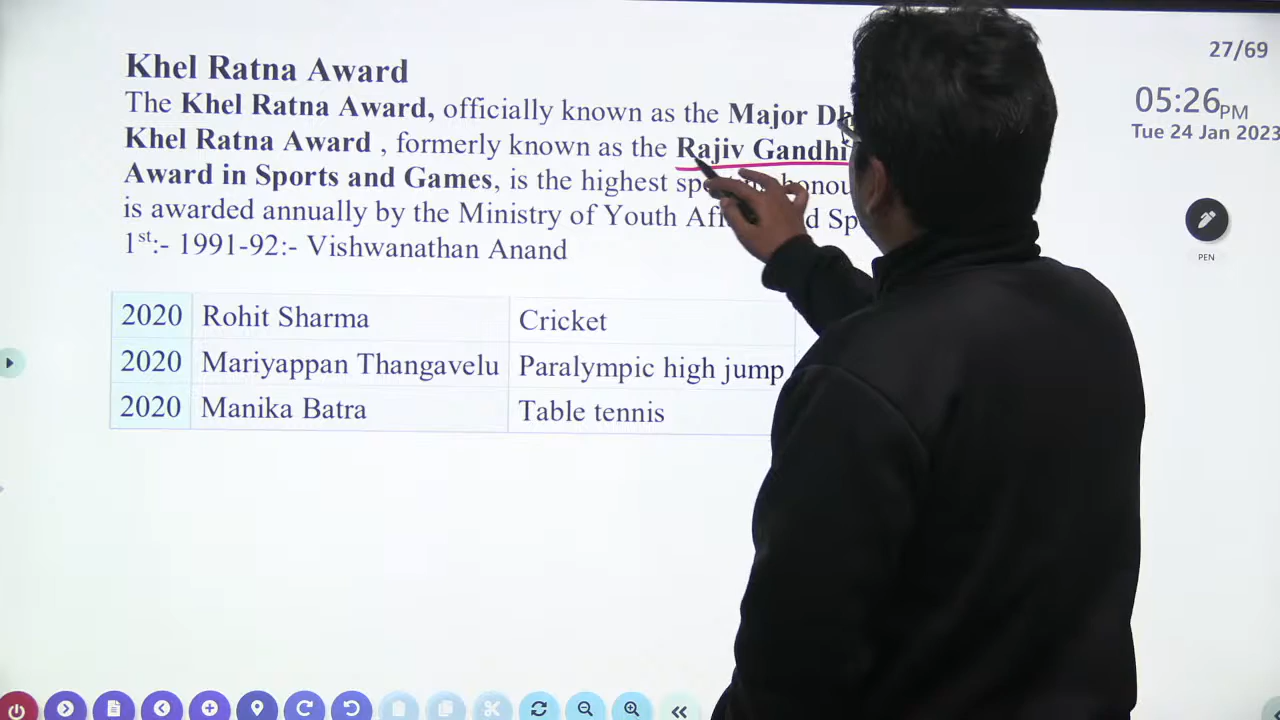 27/69
Khel Ratna Award
05:26PM
The Khel Ratna Award, officially known as the Major
Tue 24 Jan 2023
Khel Ratna Award , formerly known as the Rajiv Gandhi
Award in Sports and Games, is the highest
is awarded annually by the Ministry of Youth
1st:- 1991-92:- Vishwanathan Anand
PEN
2020 Rohit Sharma Cricket
2020 Mariyappan Thangavelu Paralympic high jump
2020 Manika Batra Table tennis